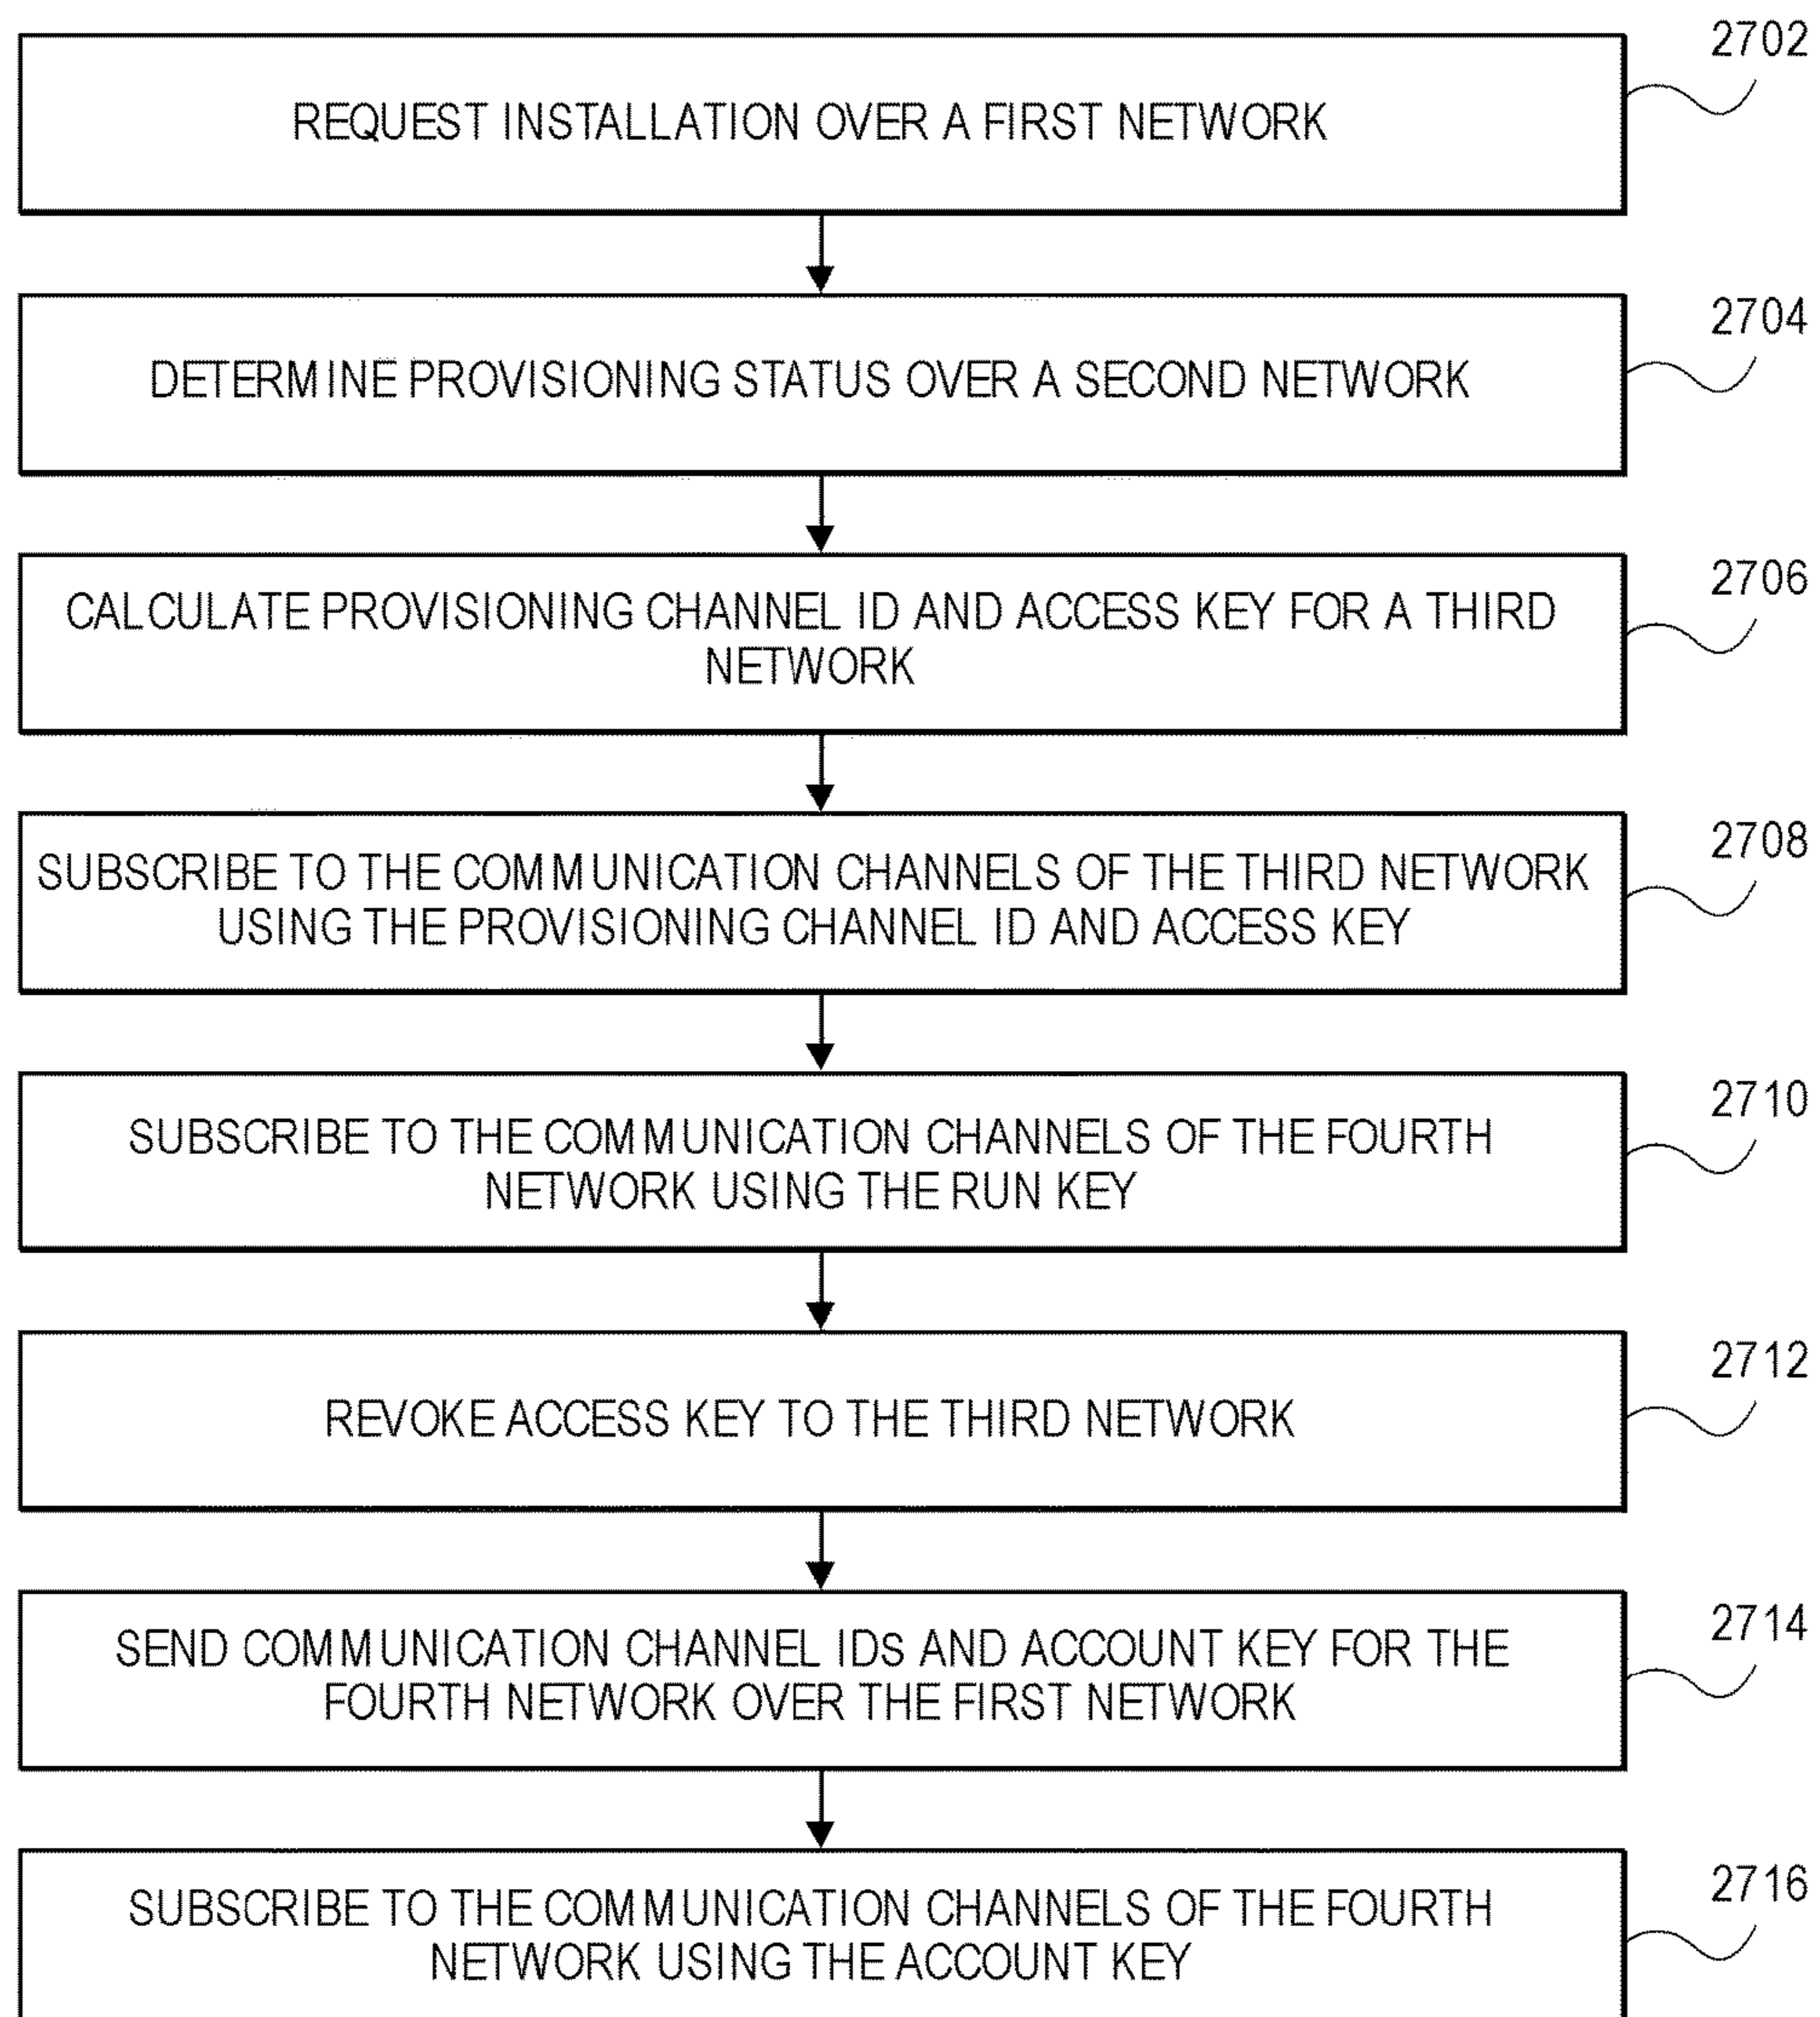 2702
REQUEST INSTALLATION OVER A FIRST NETWORK
2704
DETERMINE PROVISIONING STATUS OVER A SECOND NETWORK
2706
CALCULATE PROVISIONING CHANNEL ID AND ACCESS KEY FOR A THIRD
NETWORK
2708
SUBSCRIBE TO THE COMMUNICATION CHANNELS OF THE THIRD NETWORK
USING THE PROVISIONING CHANNEL ID AND ACCESS KEY
2710
SUBSCRIBE TO THE COMMUNICATION CHANNELS OF THE FOURTH
NETWORK USING THE RUN KEY
2712
REVOKE ACCESS KEY TO THE THIRD NETWORK
2714
SEND COMMUNICATION CHANNEL IDs AND ACCOUNT KEY FOR THE
FOURTH NETWORK OVER THE FIRST NETWORK
2716
SUBSCRIBE TO THE COMMUNICATION CHANNELS OF THE FOURTH
NETWORK USING THE ACCOUNT KEY